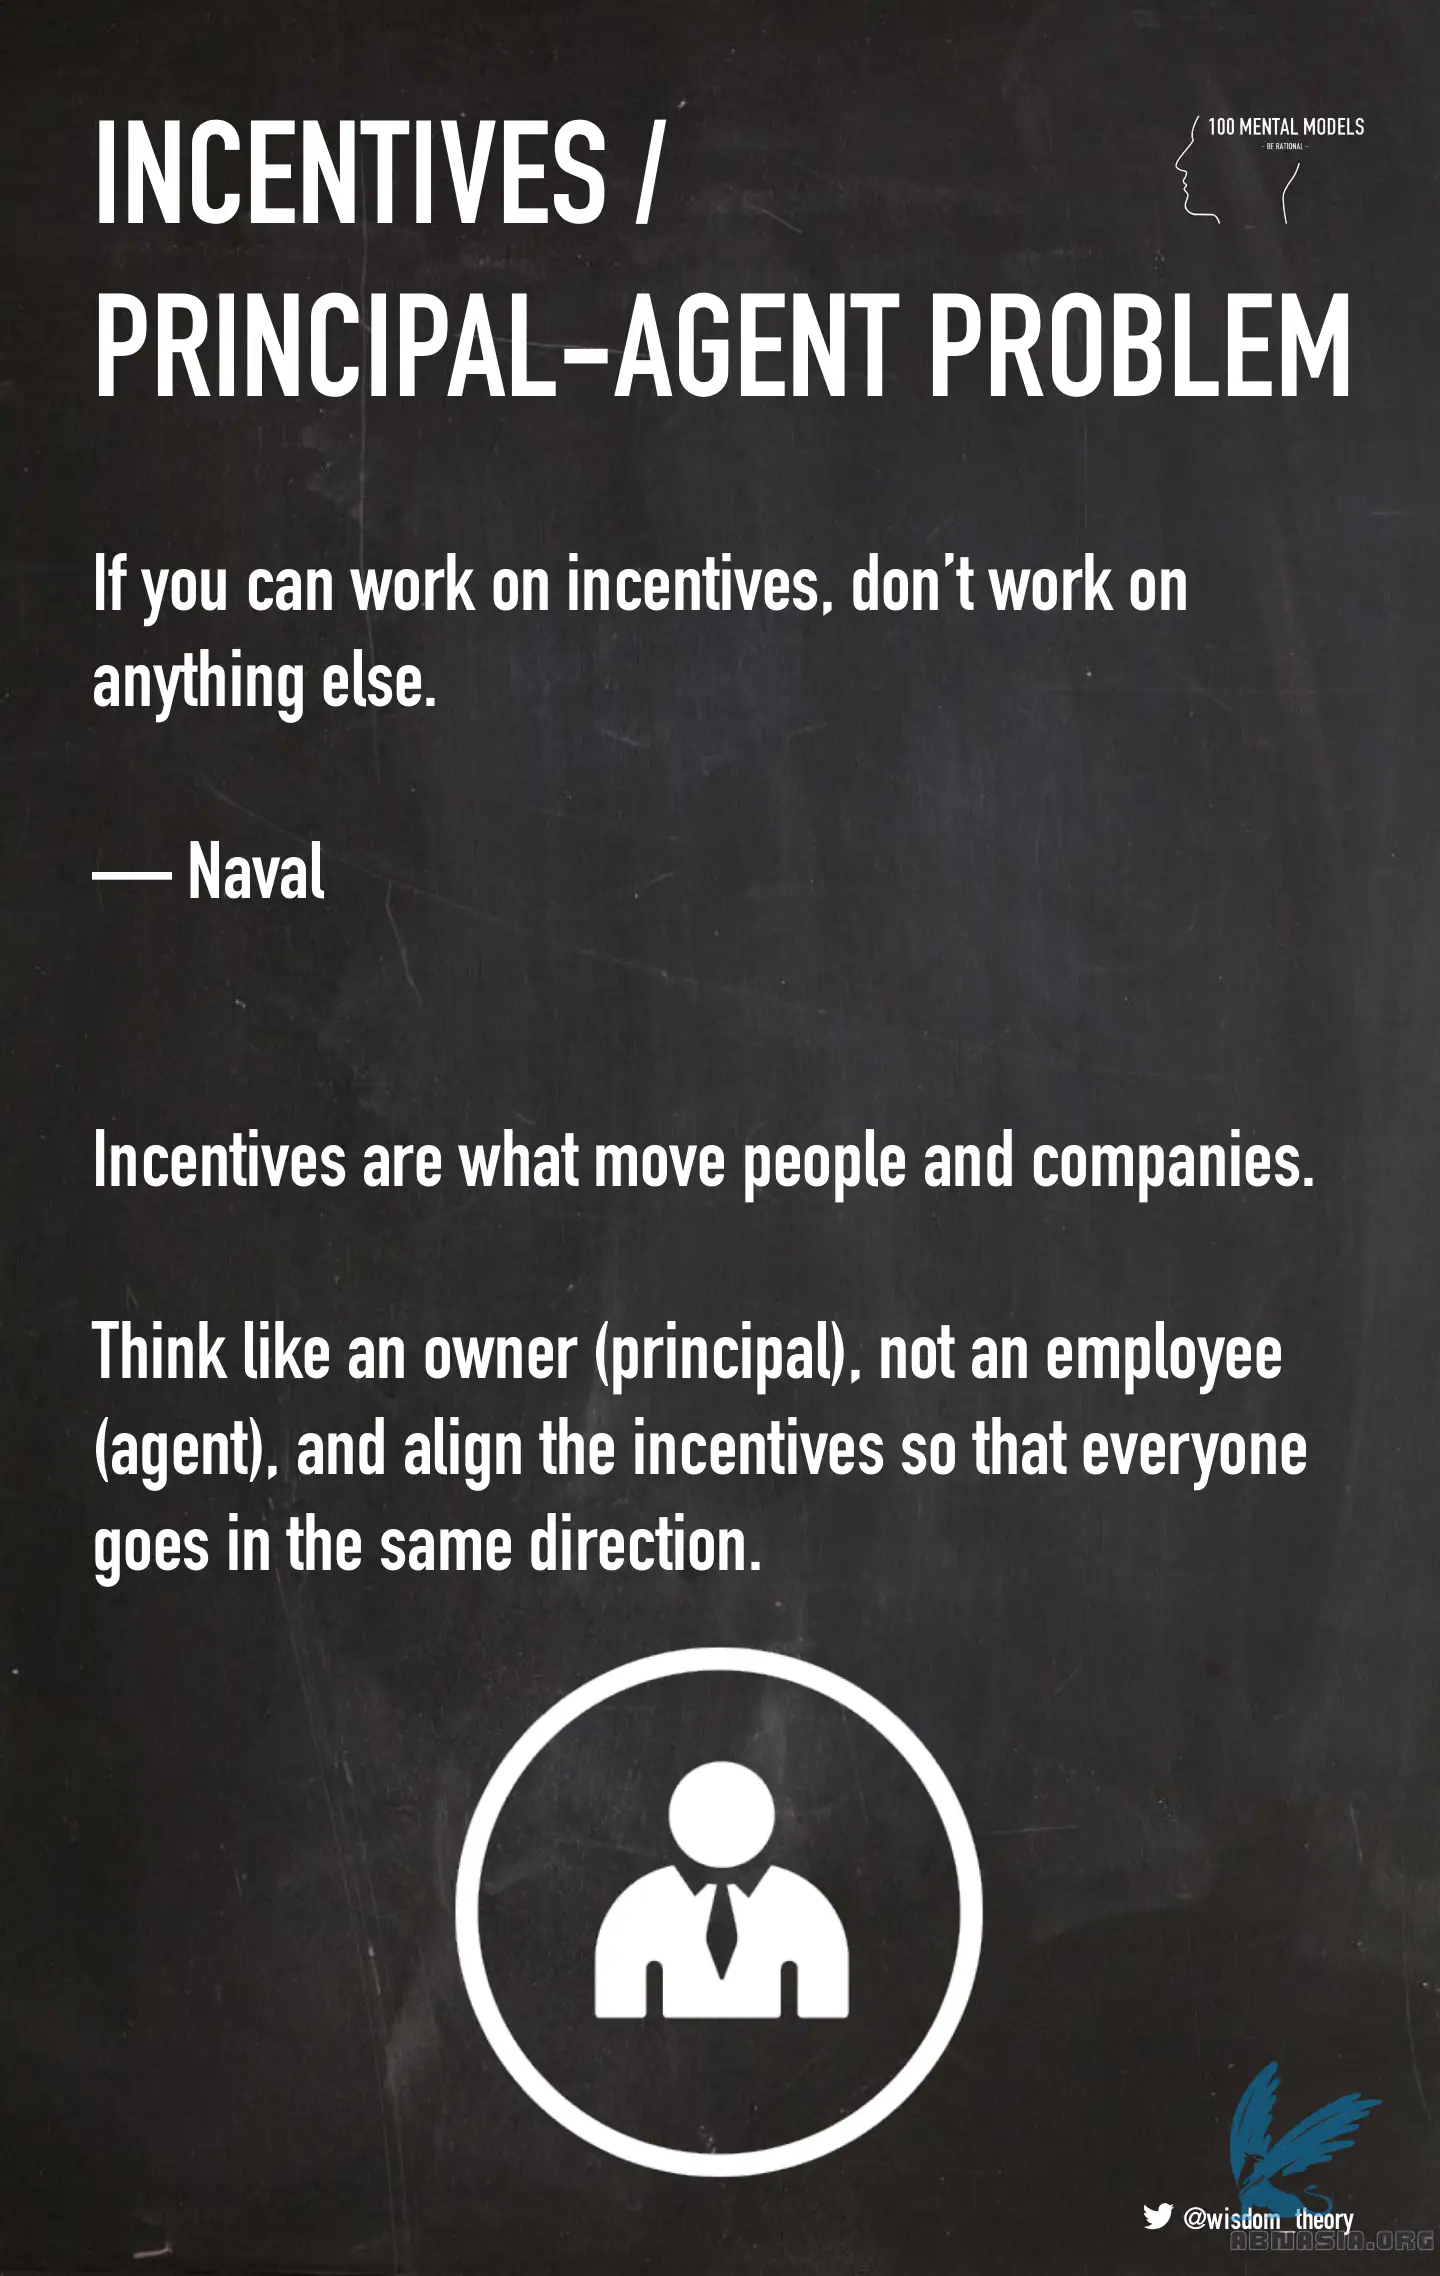 INCENTIVES /
100 MENTAL MODELS
- BE RATIONAL -
PRINCIPAL-AGENT PROBLEM
If you can work on incentives, don’t work on
anything else.
— Naval
Incentives are what move people and companies.
Think like an owner (principal), not an employee
(agent), and align the incentives so that everyone
goes in the same direction.
@wisdom_theory
ABNASIA.ORG